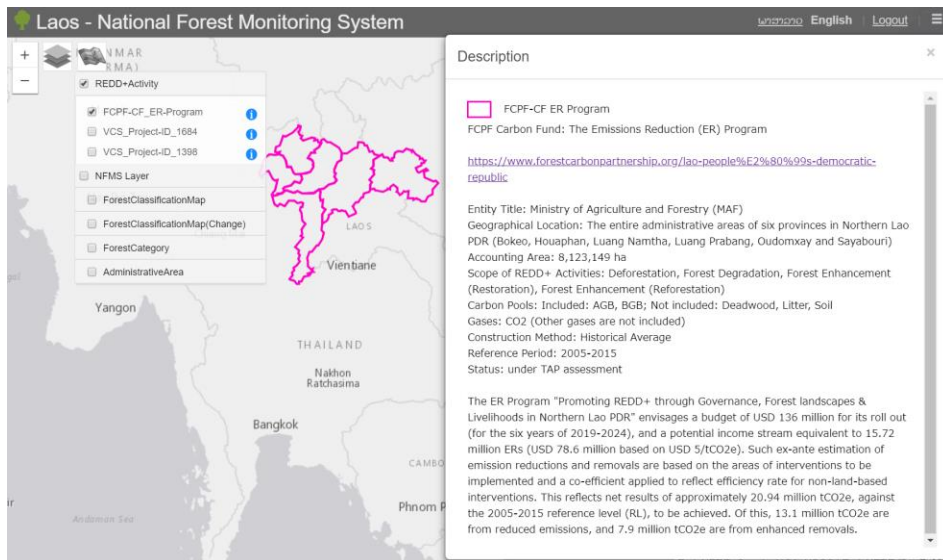 Laos - National Forest Monitoring System
ພາສາລາວ English | Logout
Description
×
+
−
REDD+Activity
FCPF-CF_ER-Program
VCS_Project-ID_1684
VCS_Project-ID_1398
NFMS Layer
ForestClassificationMap
ForestClassificationMap(Change)
ForestCategory
AdministrativeArea
LAOS
Vientiane
Yangon
THAILAND
Nakhon
Ratchasima
Bangkok
CAMBO
Phnom P
Andaman Sea
FCPF-CF ER Program
FCPF Carbon Fund: The Emissions Reduction (ER) Program
https://www.forestcarbonpartnership.org/lao-people%E2%80%99s-democratic-
republic
Entity Title: Ministry of Agriculture and Forestry (MAF)
Geographical Location: The entire administrative areas of six provinces in Northern Lao
PDR (Bokeo, Houaphan, Luang Namtha, Luang Prabang, Oudomxay and Sayabouri)
Accounting Area: 8,123,149 ha
Scope of REDD+ Activities: Deforestation, Forest Degradation, Forest Enhancement
(Restoration), Forest Enhancement (Reforestation)
Carbon Pools: Included: AGB, BGB; Not included: Deadwood, Litter, Soil
Gases: CO2 (Other gases are not included)
Construction Method: Historical Average
Reference Period: 2005-2015
Status: under TAP assessment
The ER Program "Promoting REDD+ through Governance, Forest landscapes &
Livelihoods in Northern Lao PDR" envisages a budget of USD 136 million for its roll out
(for the six years of 2019-2024), and a potential income stream equivalent to 15.72
million ERs (USD 78.6 million based on USD 5/tCO2e). Such ex-ante estimation of
emission reductions and removals are based on the areas of interventions to be
implemented and a co-efficient applied to reflect efficiency rate for non-land-based
interventions. This reflects net results of approximately 20.94 million tCO2e, against
the 2005-2015 reference level (RL), to be achieved. Of this, 13.1 million tCO2e are
from reduced emissions, and 7.9 million tCO2e are from enhanced removals.